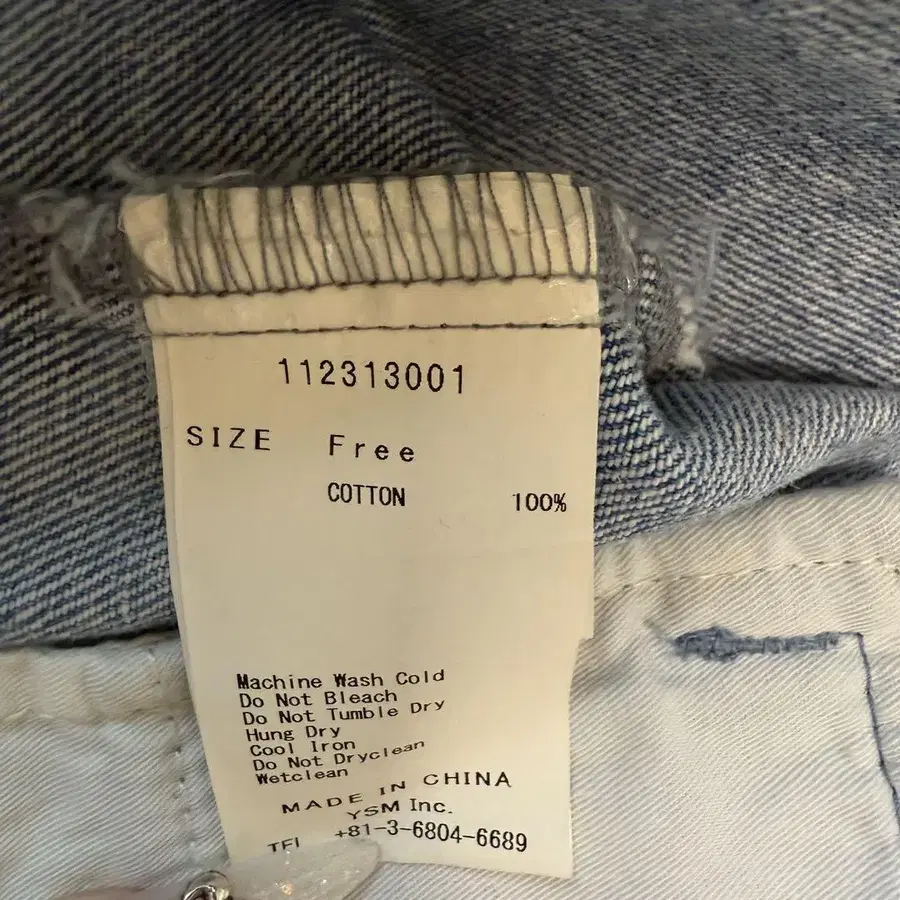 112313001
SIZE Free
COTTON 100%
Machine Wash Cold
Do Not Bleach
Do Not Tumble Dry
Hung Dry
Cool Iron
Do Not Dryclean
Wetclean
MADE IN CHINA
YSM Inc.
TEl +81-3-6804-6689